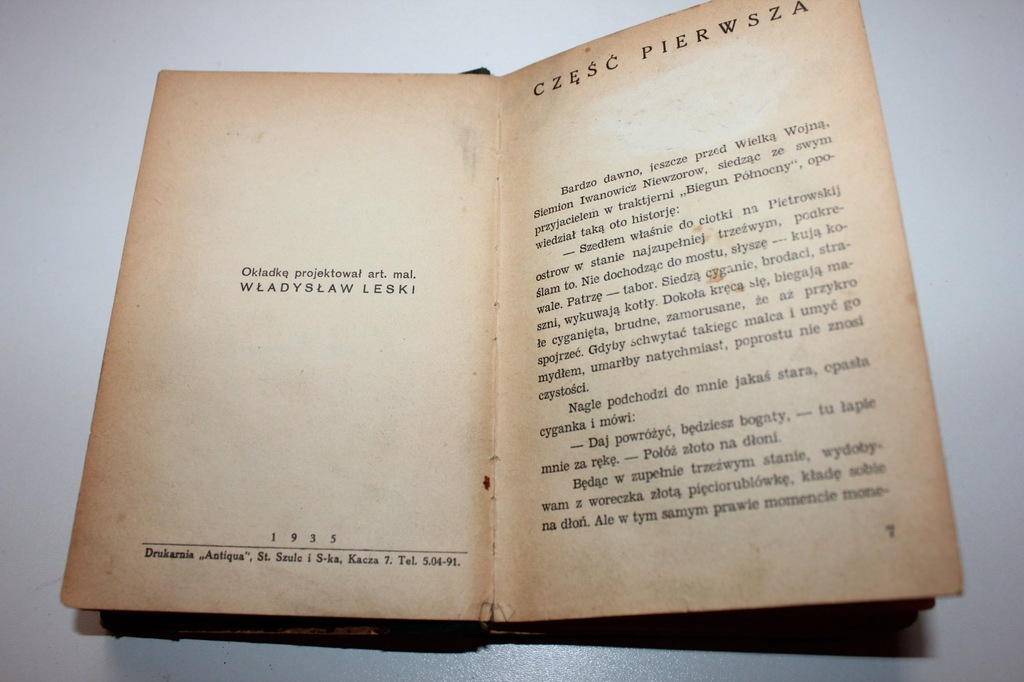 Okładkę projektował art. mal.
WŁADYSŁAW LESKI
1935
Drukarnia „Antiqua", St. Szulc i S-ka, Kacza 7. Tel. 5.04-91.
CZĘŚĆ PIERWSZA
Bardzo dawno, jeszcze przed Wielką Wojną,
Siemion Iwanowicz Niewzorow, siedząc ze swym
przyjacielem w traktjerni „Biegun Północny", opo-
wiedział taką oto historję:
— Szedłem właśnie do ciotki na Pietrowskij
ostrow w stanie najzupełniej trzeźwym, podkre-
ślam to. Nie dochodząc do mostu, słyszę — kują ko-
wale. Patrzę — tabor. Siedzą cyganie, brodaci, stra-
szni, wykuwają kotły. Dokoła kręcą się, biegają ma-
łe cyganięta, brudne, zamorusane, że aż przykro
spojrzeć. Gdyby schwytać takiego malca i umyć go
mydłem, umarłby natychmiast, poprostu nie znosi
czystości.
Nagle podchodzi do mnie jakaś stara, opasła
cyganka i mówi:
— Daj powróżyć, będziesz bogaty, — tu łapie
mnie za rękę. — Połóż złoto na dłoni.
Będąc w zupełnie trzeźwym stanie, wydoby-
wam z woreczka złotą pięciorublówkę, kładę sobie
na dłoń. Ale w tym samym prawie momencie mone-
7